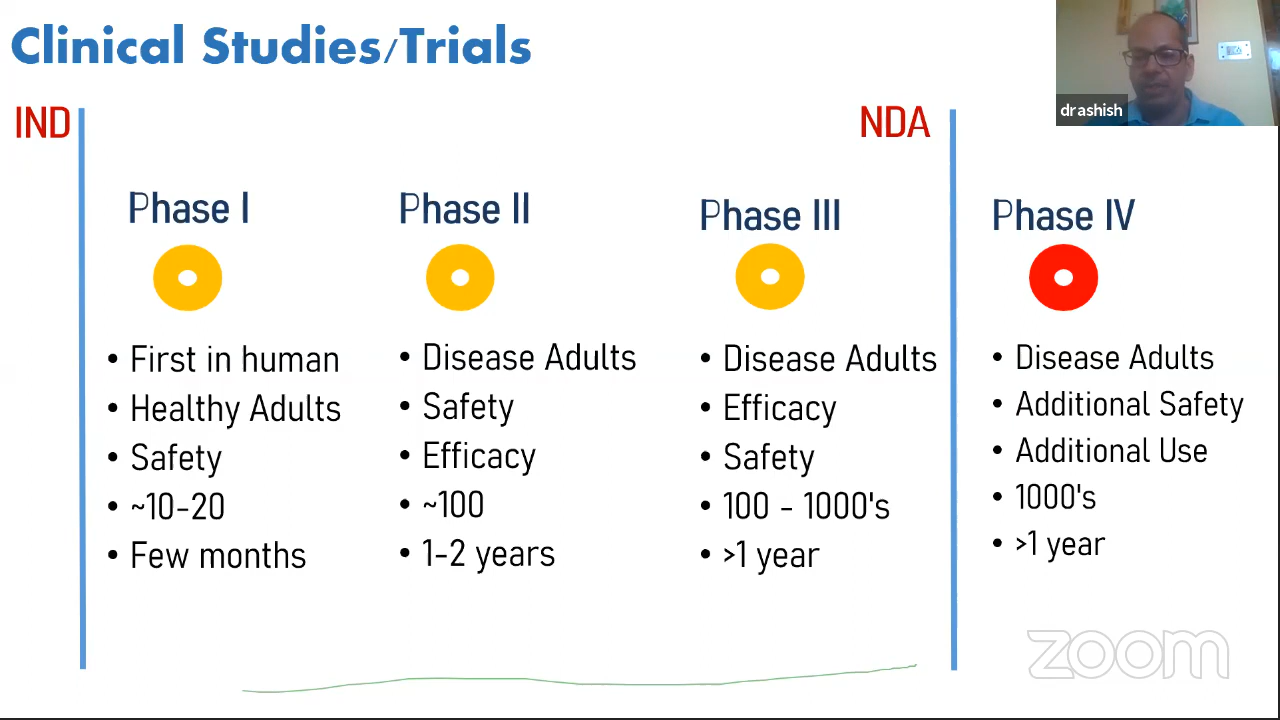 Clinical Studies/Trials
drashish
IND
NDA
Phase I
• First in human
• Healthy Adults
• Safety
• ~10-20
• Few months
Phase II
• Disease Adults
• Safety
• Efficacy
• ~100
• 1-2 years
Phase III
• Disease Adults
• Efficacy
• Safety
• 100 - 1000's
• >1 year
Phase IV
• Disease Adults
• Additional Safety
• Additional Use
• 1000's
• >1 year
zoom